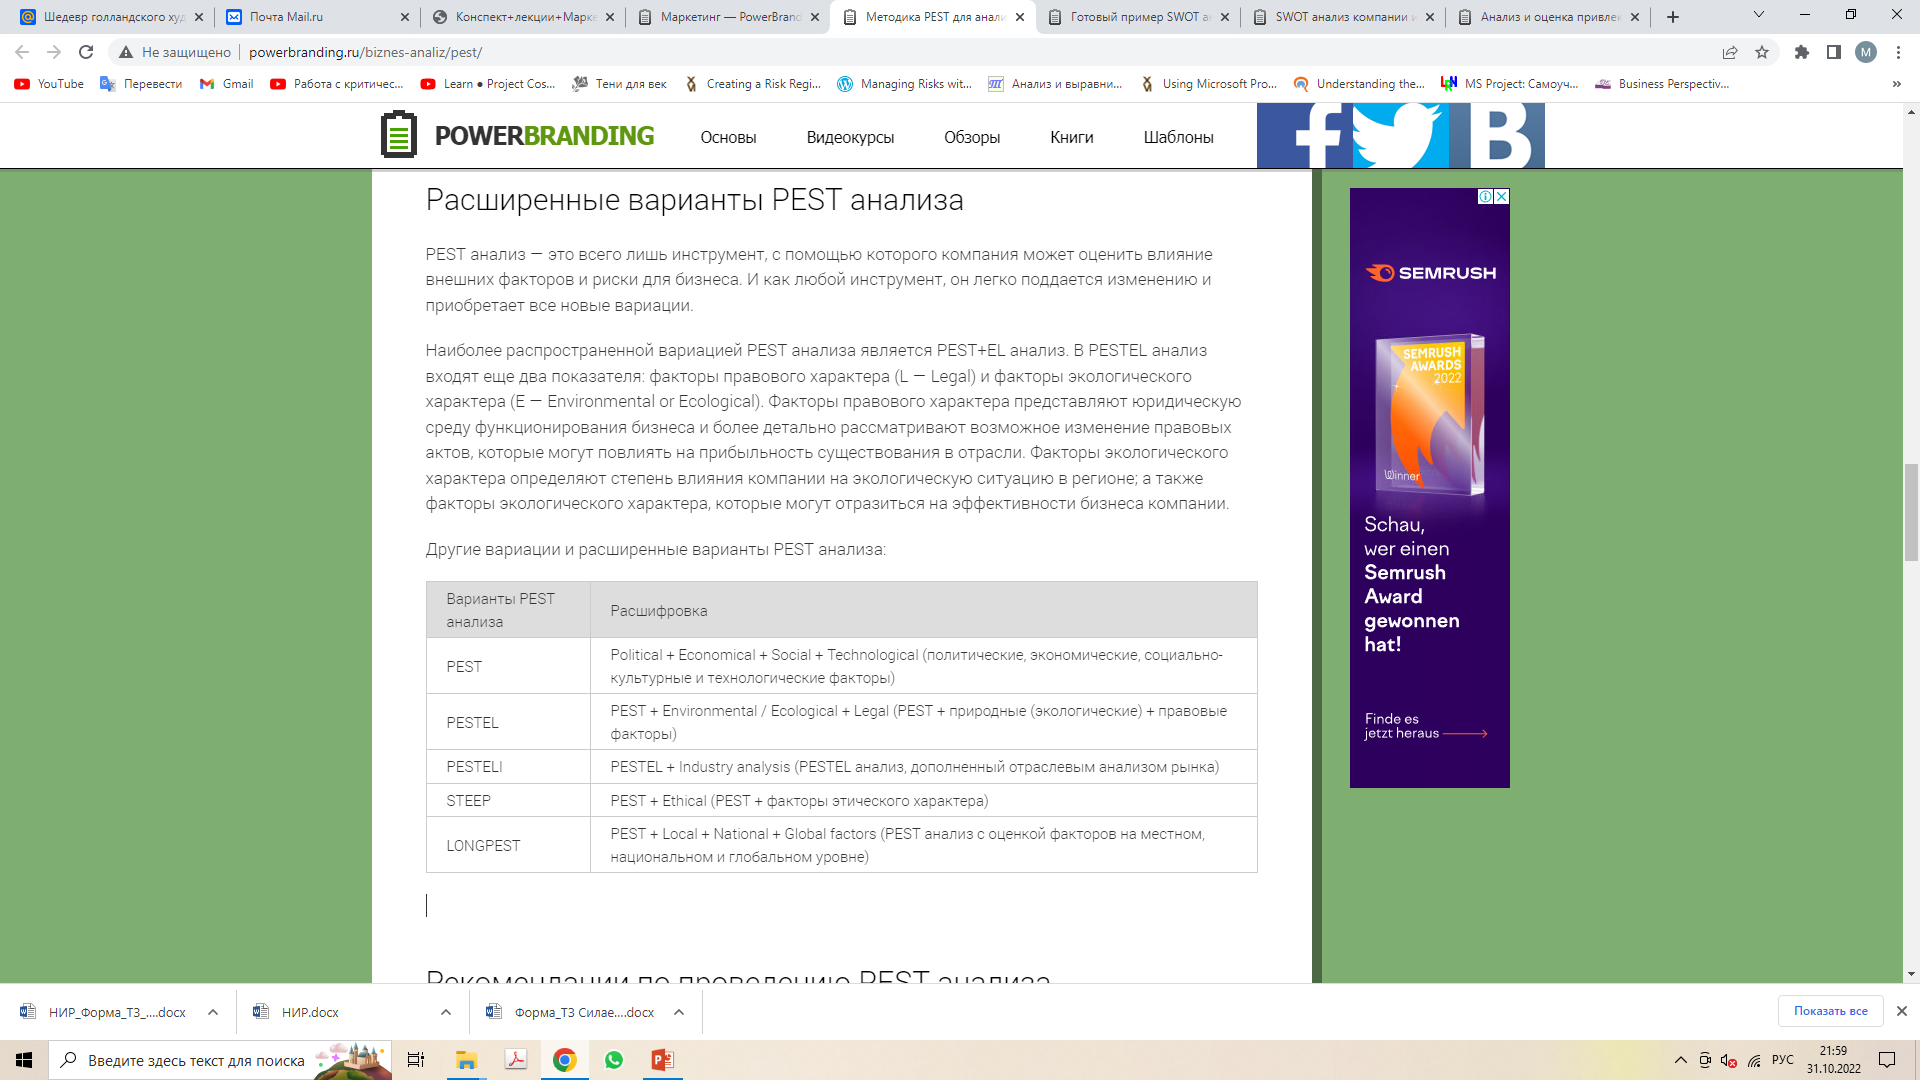 Шедевр голландского худ
Почта Mail.ru
Конспект+лекции+Марке
Маркетинг — PowerBrand
Методика PEST для анали
Готовый пример SWOT а
SWOT анализ компании и
Анализ и оценка привлек
Не защищено
powerbranding.ru/biznes-analiz/pest/
M
YouTube
Перевести
Gmail
Работа с критичес...
Learn ● Project Cos...
Тени для век
Creating a Risk Regi...
Managing Risks wit...
Анализ и выравни...
Using Microsoft Pro...
Understanding the...
MS Project: Самоуч...
Business Perspectiv...
POWERBRANDING
Основы
Видеокурсы
Обзоры
Книги
Шаблоны
Расширенные варианты PEST анализа
PEST анализ — это всего лишь инструмент, с помощью которого компания может оценить влияние
внешних факторов и риски для бизнеса. И как любой инструмент, он легко поддается изменению и
приобретает все новые вариации.
Наиболее распространенной вариацией PEST анализа является PEST+EL анализ. В PESTEL анализ
входят еще два показателя: факторы правового характера (L — Legal) и факторы экологического
характера (E — Environmental or Ecological). Факторы правового характера представляют юридическую
среду функционирования бизнеса и более детально рассматривают возможное изменение правовых
актов, которые могут повлиять на прибыльность существования в отрасли. Факторы экологического
характера определяют степень влияния компании на экологическую ситуацию в регионе; а также
факторы экологического характера, которые могут отразиться на эффективности бизнеса компании.
Другие вариации и расширенные варианты PEST анализа:
Варианты PEST
анализа
Расшифровка
PEST
Political + Economical + Social + Technological (политические, экономические, социально-
культурные и технологические факторы)
PESTEL
PEST + Environmental / Ecological + Legal (PEST + природные (экологические) + правовые
факторы)
PESTELI
PESTEL + Industry analysis (PESTEL анализ, дополненный отраслевым анализом рынка)
STEEP
PEST + Ethical (PEST + факторы этического характера)
LONGPEST
PEST + Local + National + Global factors (PEST анализ с оценкой факторов на местном,
национальном и глобальном уровне)
Рекомендации по проведению PEST анализа
SEMRUSH
SEMRUSH
AWARDS
2022
Winner
Schau,
wer einen
Semrush
Award
gewonnen
hat!
Finde es
jetzt heraus
НИР_Форма_ТЗ_....docx
НИР.docx
Форма_ТЗ Силае....docx
Показать все
Введите здесь текст для поиска
РУС
21:59
31.10.2022